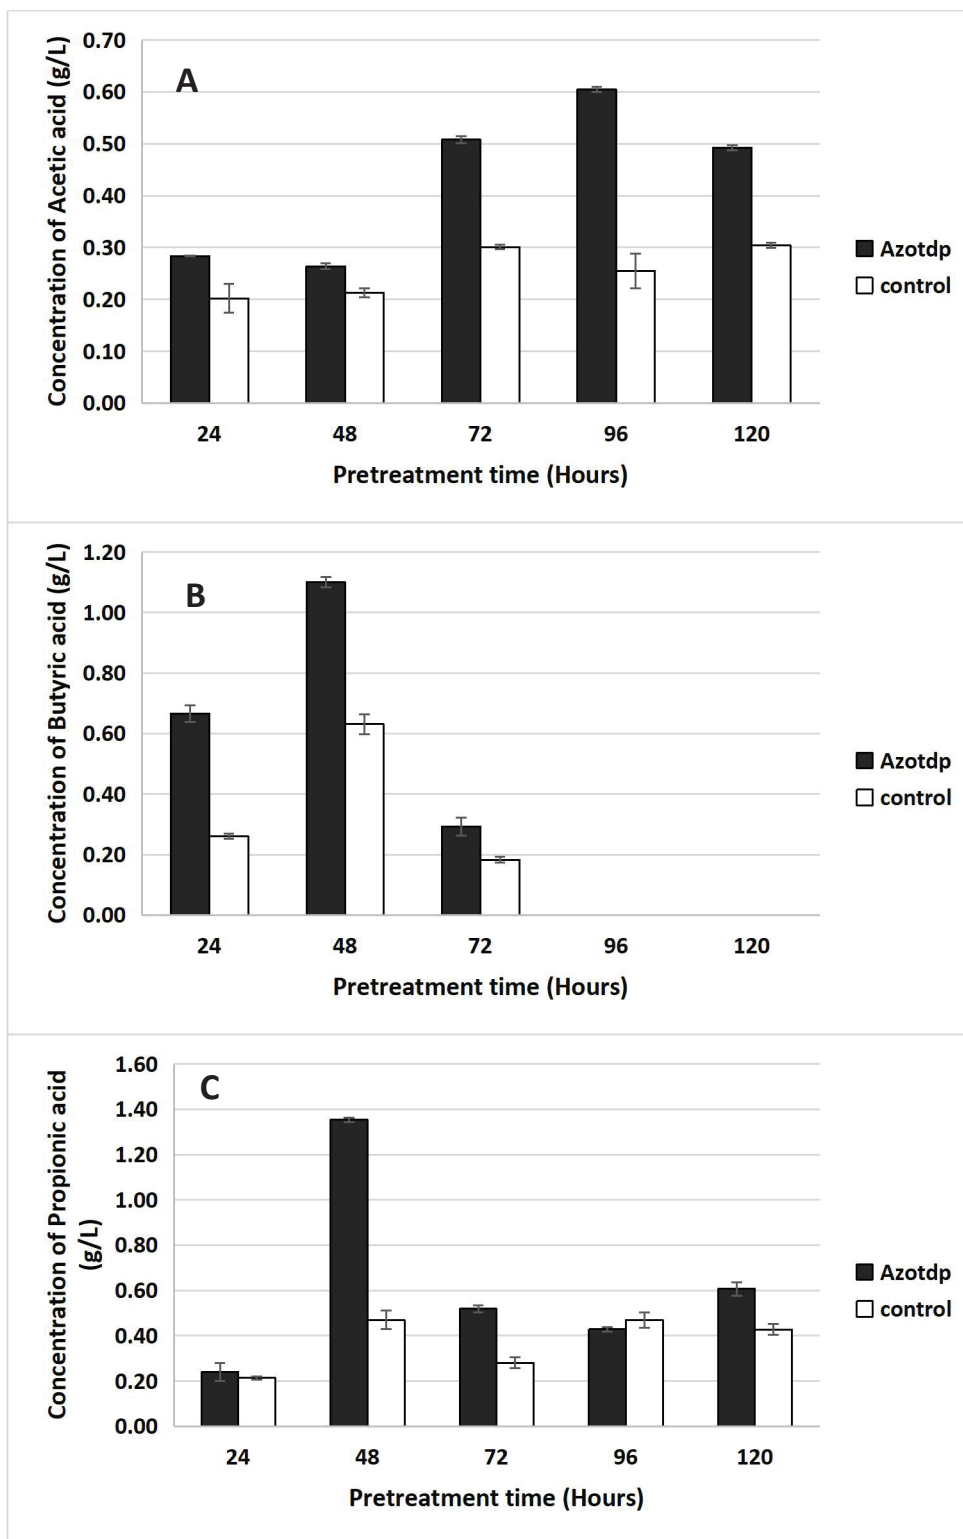 A
Concentration of Acetic acid (g/L)
0.70
0.60
0.50
0.40
0.30
0.20
0.10
0.00
24 48 72 96 120
Pretreatment time (Hours)
Azotdp
control
B
Concentration of Butyric acid (g/L)
1.20
1.00
0.80
0.60
0.40
0.20
0.00
24 48 72 96 120
Pretreatment time (Hours)
Azotdp
control
C
Concentration of Propionic acid
(g/L)
1.60
1.40
1.20
1.00
0.80
0.60
0.40
0.20
0.00
24 48 72 96 120
Pretreatment time (Hours)
Azotdp
control